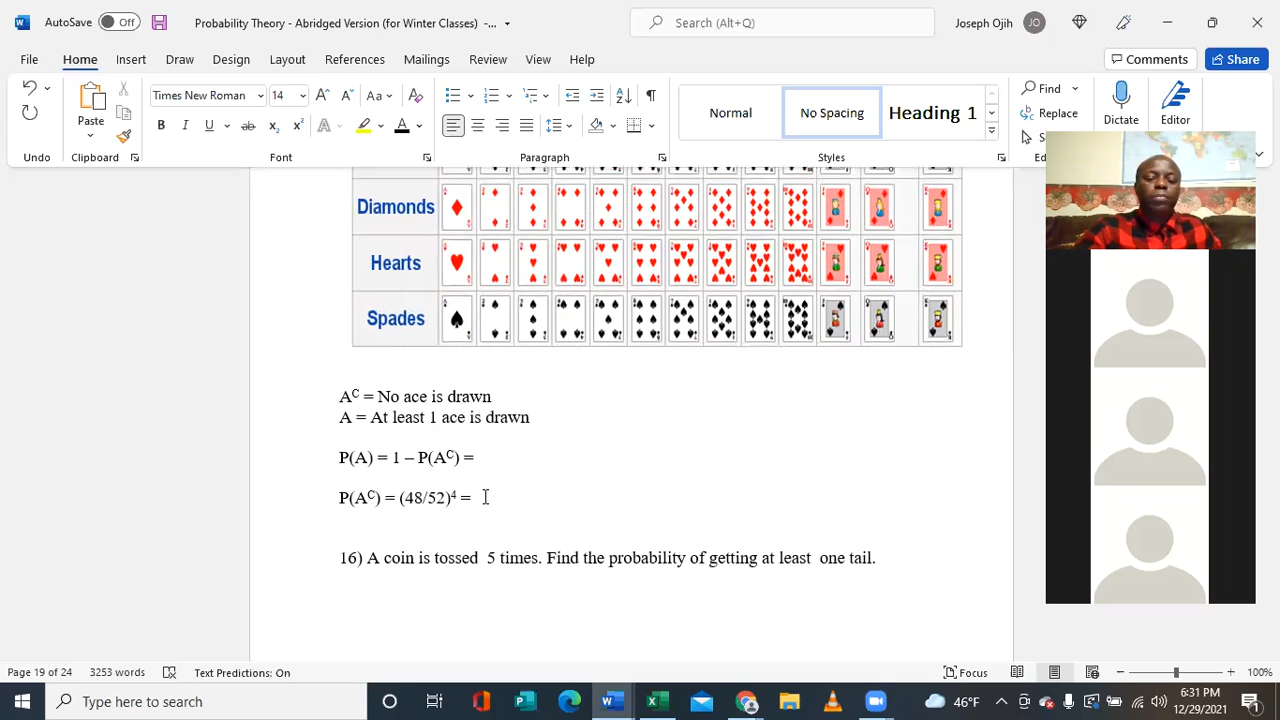 AutoSave Off
Probability Theory - Abridged Version (for Winter Classes) -...
Search (Alt+Q)
Joseph Ojih JO
File Home Insert Draw Design Layout References Mailings Review View Help
Comments Share
Times New Roman 14
Paste
Normal
No Spacing
Heading 1
Find
Replace
Dictate
Editor
Undo Clipboard Font Paragraph Styles
Diamonds
Hearts
Spades
Aᶜ = No ace is drawn
A = At least 1 ace is drawn
P(A) = 1 – P(Aᶜ) =
P(Aᶜ) = (48/52)⁴ =
16) A coin is tossed 5 times. Find the probability of getting at least one tail.
Page 19 of 24 3253 words Text Predictions: On Focus 100%
Type here to search
46°F
6:31 PM
12/29/2021